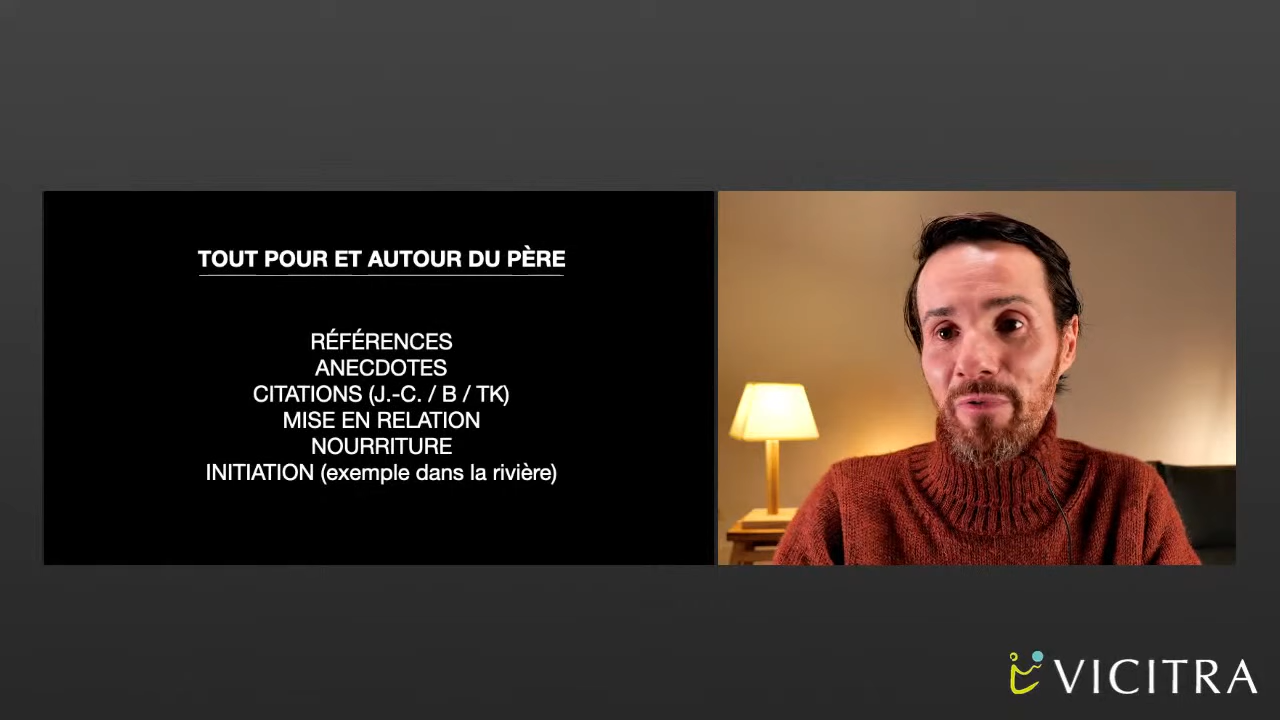 TOUT POUR ET AUTOUR DU PÈRE
RÉFÉRENCES
ANECDOTES
CITATIONS (J.-C. / B / TK)
MISE EN RELATION
NOURRITURE
INITIATION (exemple dans la rivière)
VICITRA